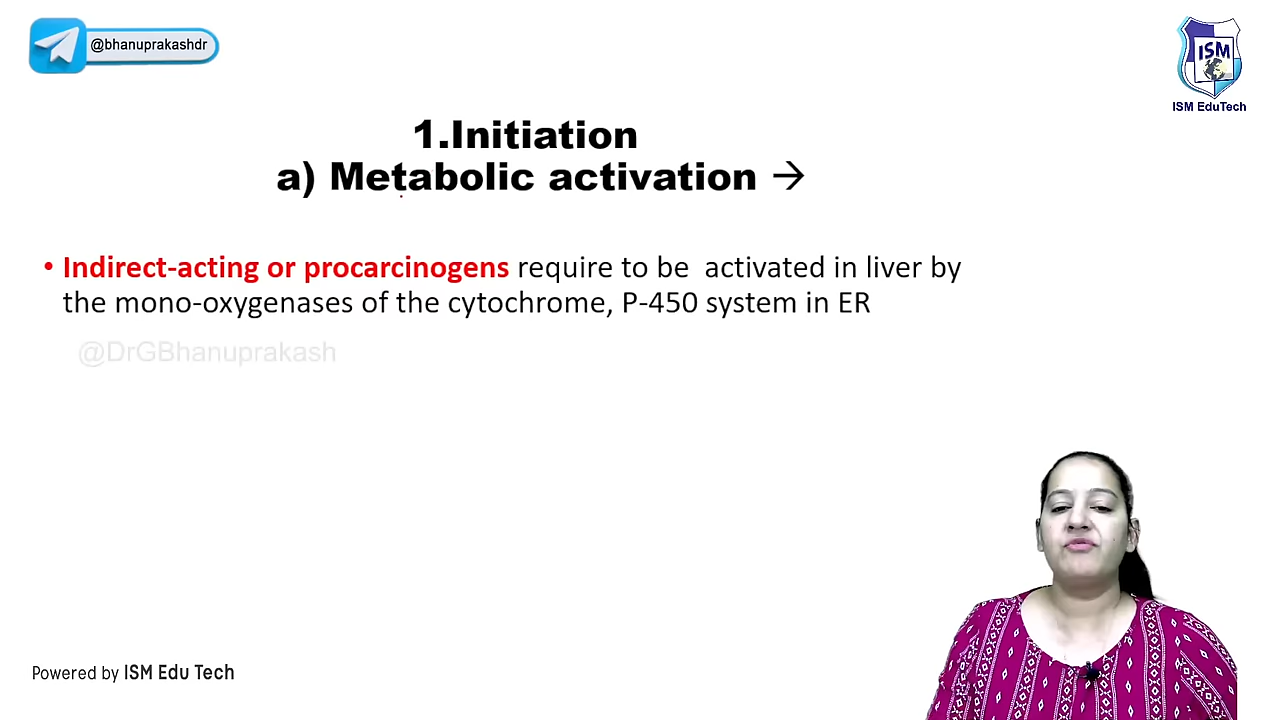 @bhanuprakashdr
ISM
ISM EduTech
1.Initiation
a) Metabolic activation →
• Indirect-acting or procarcinogens require to be  activated in liver by
the mono-oxygenases of the cytochrome, P-450 system in ER
@DrGBhanuprakash
Powered by ISM Edu Tech